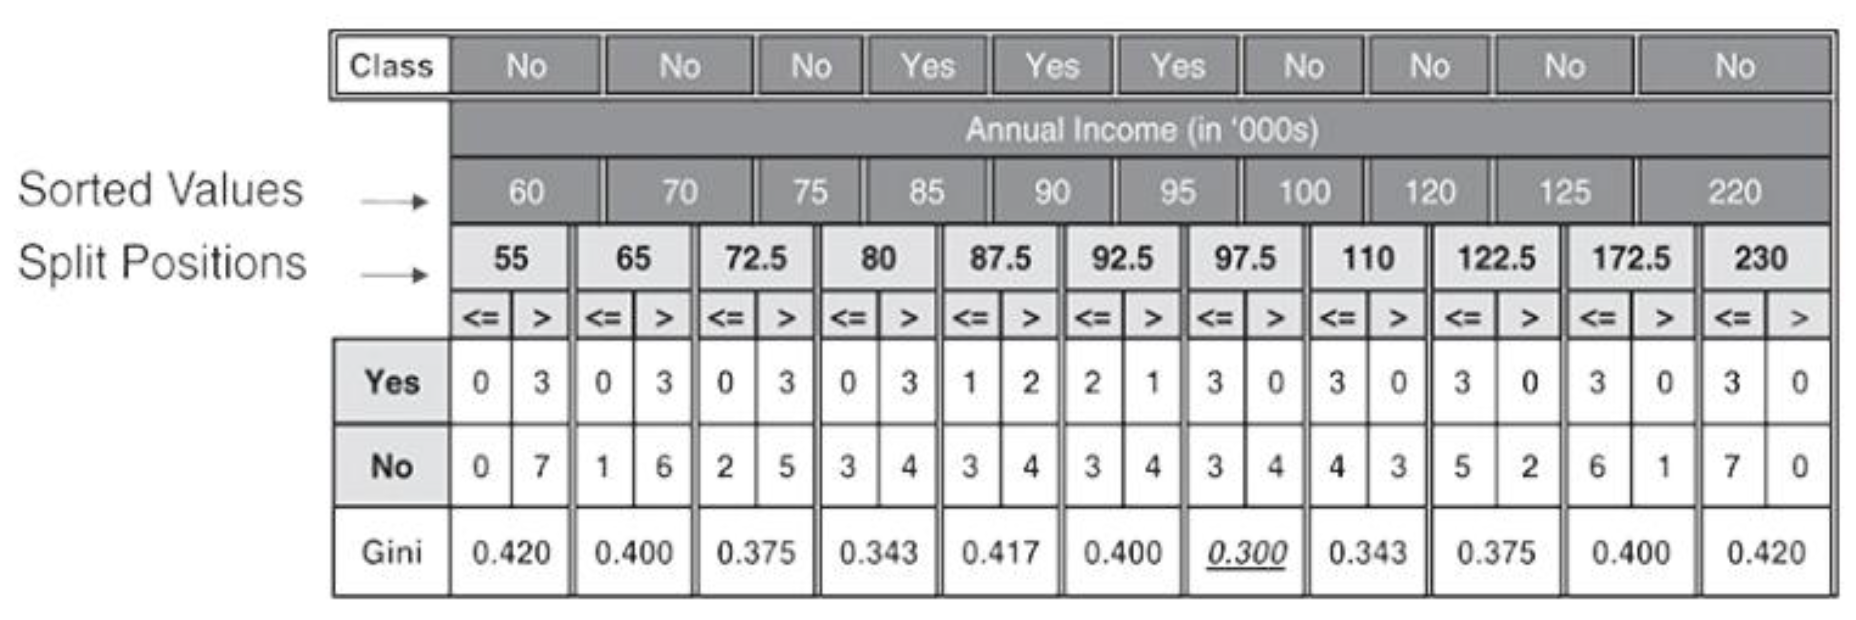 Class No No No Yes Yes Yes No No No No
Annual Income (in '000s)
Sorted Values → 60 70 75 85 90 95 100 120 125 220
Split Positions → 55 65 72.5 80 87.5 92.5 97.5 110 122.5 172.5 230
<= > <= > <= > <= > <= > <= > <= > <= > <= > <= > <= >
Yes 0 3 0 3 0 3 0 3 1 2 2 1 3 0 3 0 3 0 3 0 3 0
No 0 7 1 6 2 5 3 4 3 4 3 4 3 4 4 3 5 2 6 1 7 0
Gini 0.420 0.400 0.375 0.343 0.417 0.400 0.300 0.343 0.375 0.400 0.420